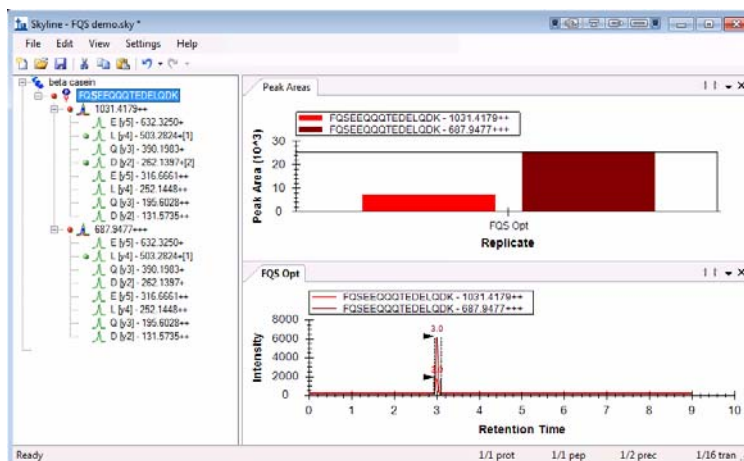 Skyline - FQS demo.sky *
File Edit View Settings Help
beta casein
FQSEEQQQTEDELQDK
1031.4179++
E [y5] - 632.3250+
L [y4] - 503.2824+[1]
Q [y3] - 390.1983+
D [y2] - 262.1397+[2]
E [y5] - 316.6661++
L [y4] - 252.1448++
Q [y3] - 195.6028++
D [y2] - 131.5735++
687.9477+++
E [y5] - 632.3250+
L [y4] - 503.2824+[1]
Q [y3] - 390.1983+
D [y2] - 262.1397+
E [y5] - 316.6661++
L [y4] - 252.1448++
Q [y3] - 195.6028++
D [y2] - 131.5735++
Peak Areas
FQSEEQQQTEDELQDK - 1031.4179++
FQSEEQQQTEDELQDK - 687.9477+++
Peak Area (10^3)
30
20
10
0
FQS Opt
Replicate
FQS Opt
FQSEEQQQTEDELQDK - 1031.4179++
FQSEEQQQTEDELQDK - 687.9477+++
Intensity
8000
6000
4000
2000
0
3.0
0 1 2 3 4 5 6 7 8 9 10
Retention Time
Ready 1/1 prot 1/1 pep 1/2 prec 1/16 tran